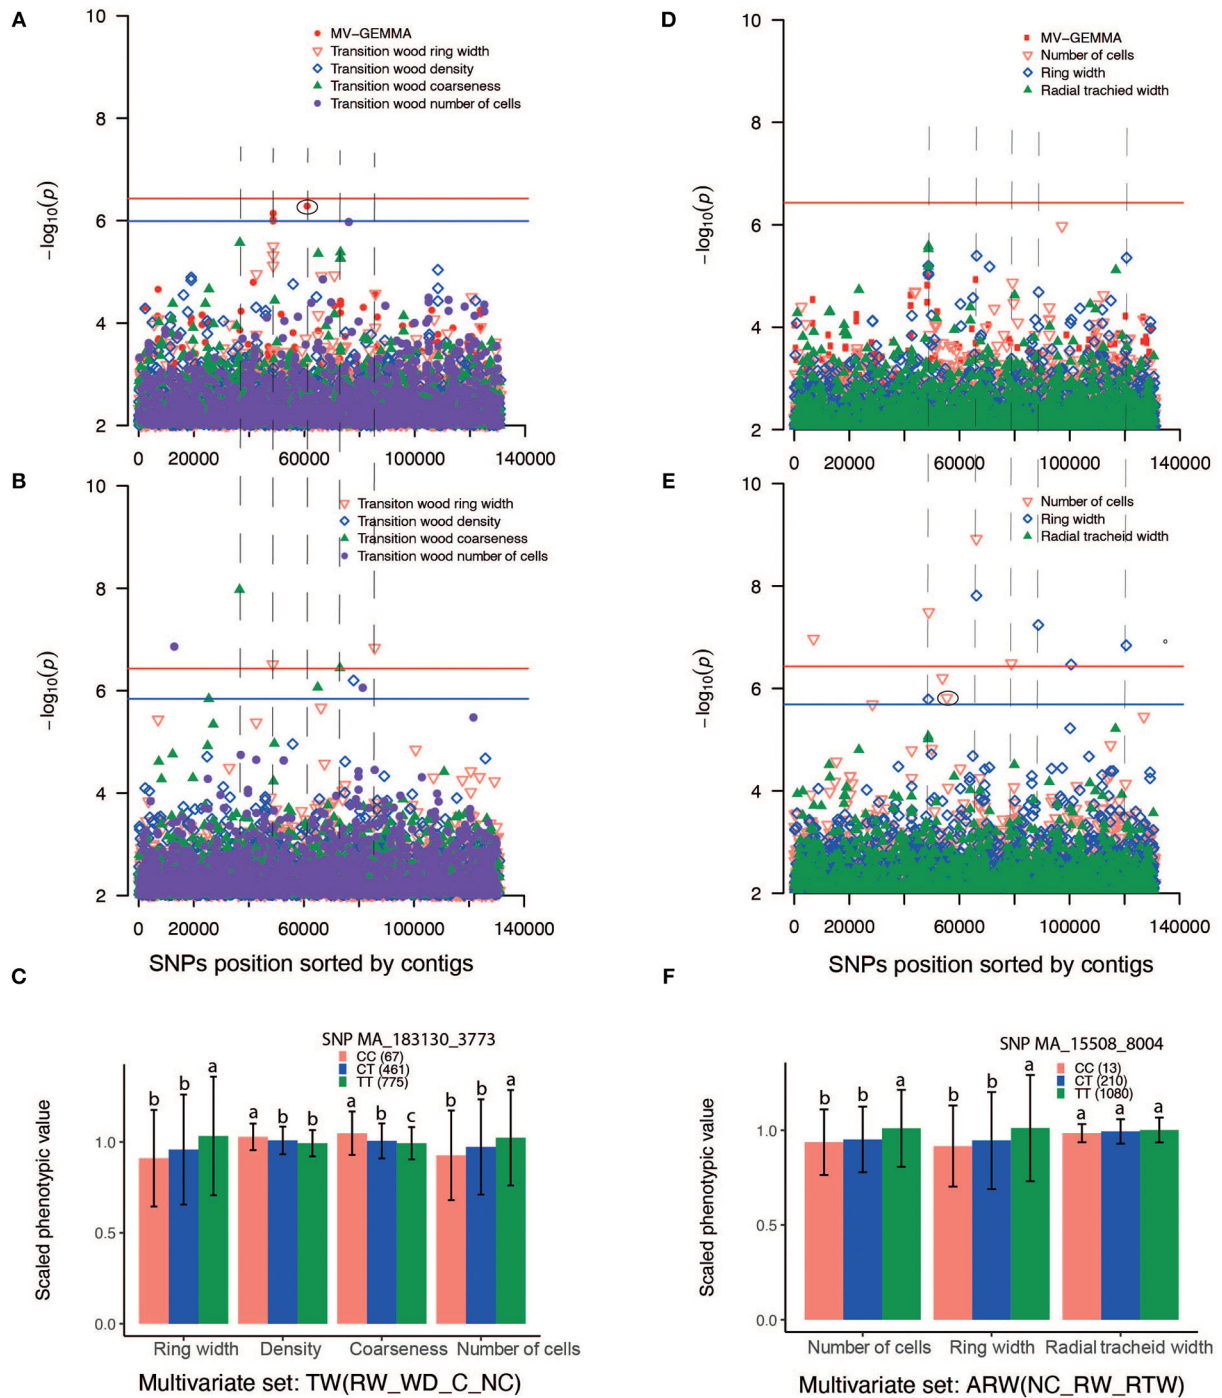 A
10
8
6
4
2
−log10(p)
MV−GEMMA
Transition wood ring width
Transition wood density
Transition wood coarseness
Transition wood number of cells
0 20000 60000 100000 140000
B
10
8
6
4
2
−log10(p)
Transiton wood ring width
Transition wood density
Transition wood coarseness
Transition wood number of cells
0 20000 60000 100000 140000
SNPs position sorted by contigs
C
SNP MA_183130_3773
CC (67)
CT (461)
TT (775)
Scaled phenotypic value
1.0
0.5
0.0
b b a
a b b
a b c
b b a
Ring width Density Coarseness Number of cells
Multivariate set: TW(RW_WD_C_NC)
D
10
8
6
4
2
−log10(p)
MV−GEMMA
Number of cells
Ring width
Radial trachied width
0 20000 60000 100000 140000
E
10
8
6
4
2
−log10(p)
Number of cells
Ring width
Radial tracheid width
0 20000 60000 100000 140000
SNPs position sorted by contigs
F
SNP MA_15508_8004
CC (13)
CT (210)
TT (1080)
Scaled phenotypic value
1.0
0.5
0.0
b b a
b b a
a a a
Number of cells Ring width Radial tracheid width
Multivariate set: ARW(NC_RW_RTW)